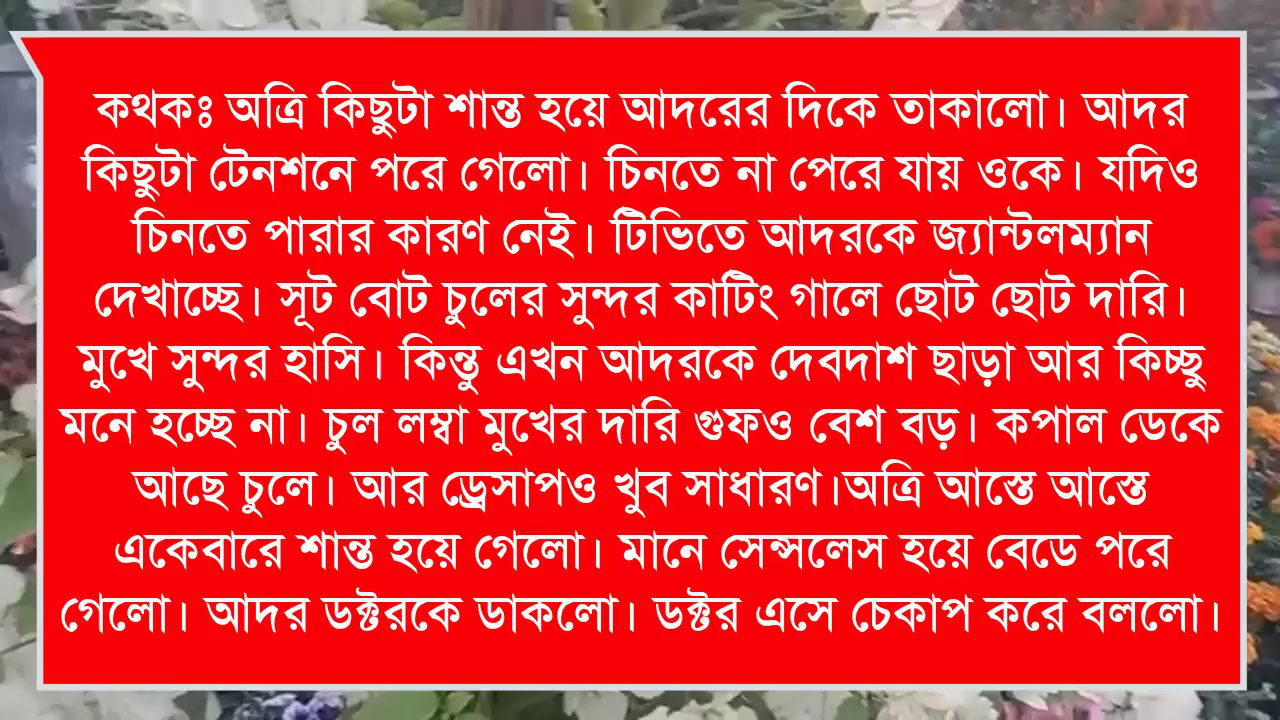 কথকঃ অত্রি কিছুটা শান্ত হয়ে আদরের দিকে তাকালো। আদর
কিছুটা টেনশনে পরে গেলো। চিনতে না পেরে যায় ওকে। যদিও
চিনতে পারার কারণ নেই। টিভিতে আদরকে জ্যান্টলম্যান
দেখাচ্ছে। সূট বোট চুলের সুন্দর কাটিং গালে ছোট ছোট দারি।
মুখে সুন্দর হাসি। কিন্তু এখন আদরকে দেবদাশ ছাড়া আর কিচ্ছু
মনে হচ্ছে না। চুল লম্বা মুখের দারি গুফও বেশ বড়। কপাল ডেকে
আছে চুলে। আর ড্রেসাপও খুব সাধারণ।অত্রি আস্তে আস্তে
একেবারে শান্ত হয়ে গেলো। মানে সেন্সলেস হয়ে বেডে পরে
গেলো। আদর ডক্টরকে ডাকলো। ডক্টর এসে চেকাপ করে বললো।